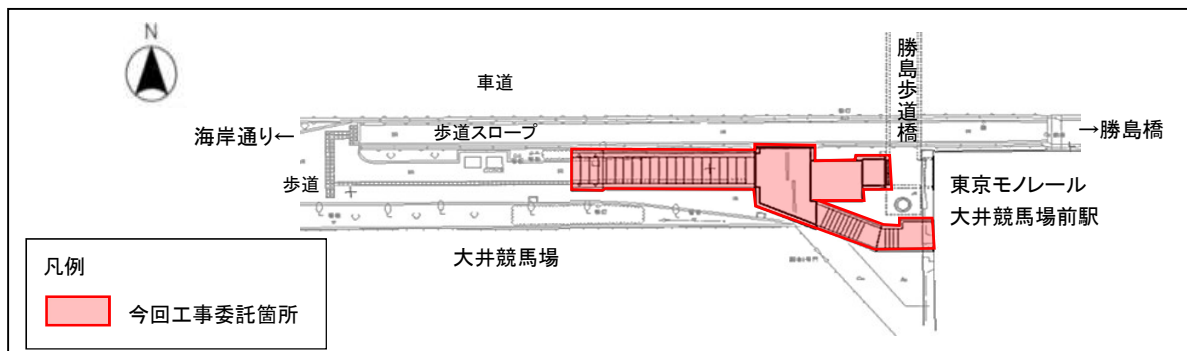 N
車道
勝島歩道橋
海岸通り←
歩道スロープ
→勝島橋
歩道
東京モノレール
大井競馬場前駅
大井競馬場
凡例
今回工事委託箇所